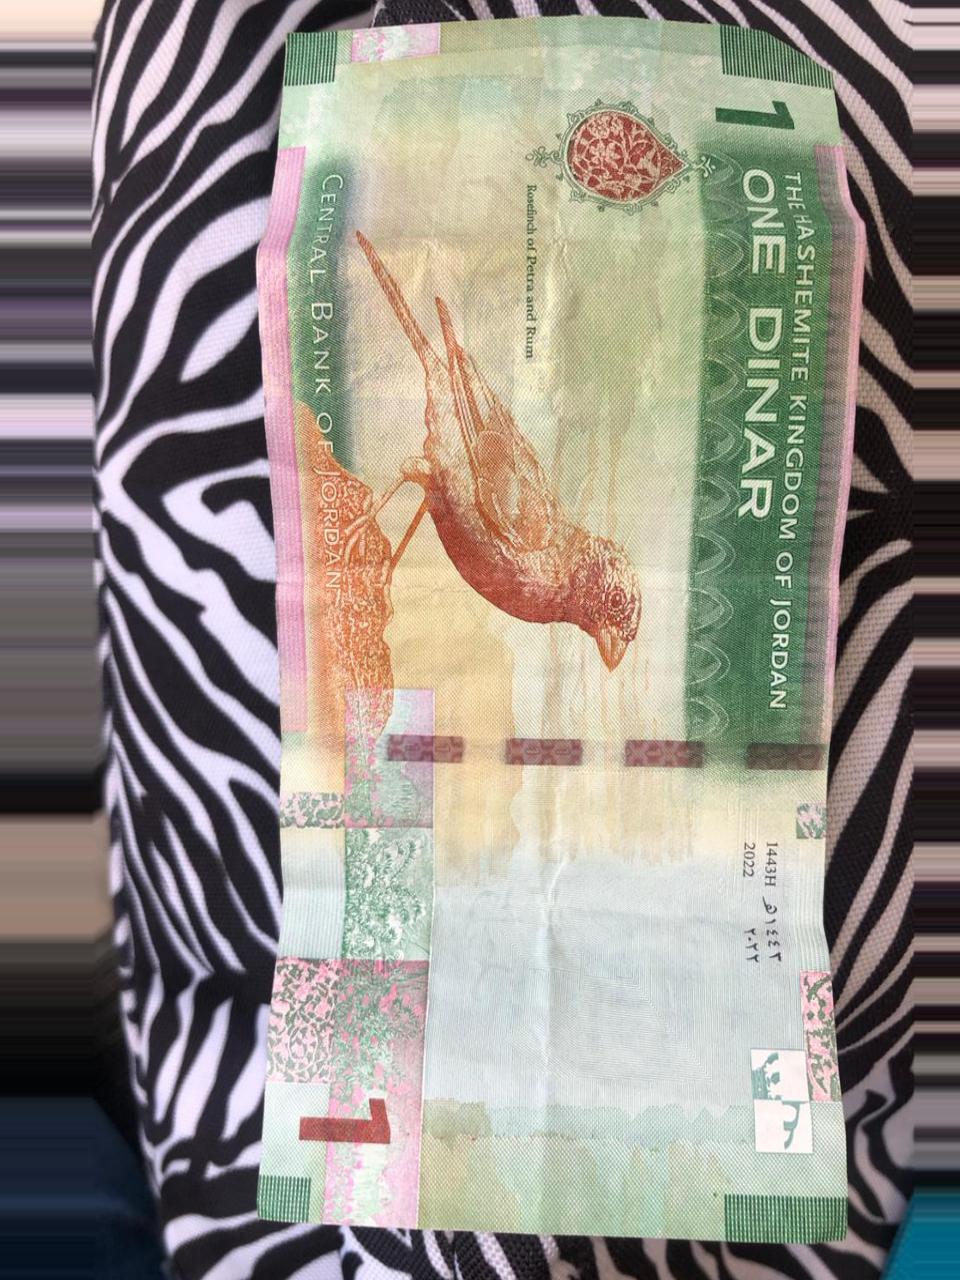 1
THE HASHEMITE KINGDOM OF JORDAN
ONE DINAR
1443H ١٤٤٣هـ
2022 ٢٠٢٢
Rosefinch of Petra and Rum
CENTRAL BANK OF JORDAN
1